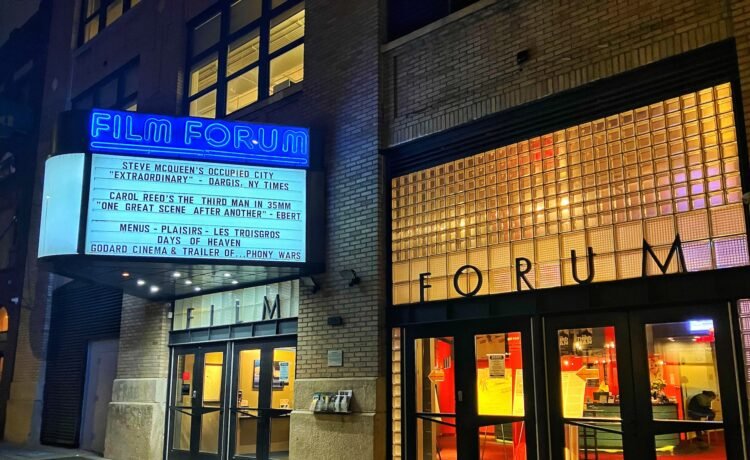 FILM FORUM
STEVE MCQUEEN'S OCCUPIED CITY
"EXTRAORDINARY" - DARGIS, NY TIMES
CAROL REED'S THE THIRD MAN IN 35MM
"ONE GREAT SCENE AFTER ANOTHER" - EBERT
MENUS - PLAISIRS - LES TROISGROS
DAYS OF HEAVEN
GODARD CINEMA & TRAILER OF...PHONY WARS
FILM
FORUM